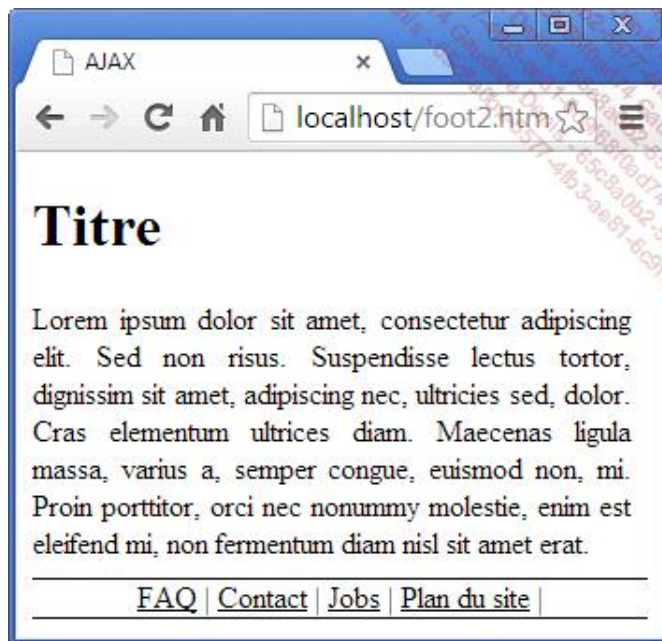 AJAX
localhost/foot2.htm
Titre
Lorem ipsum dolor sit amet, consectetur adipiscing
elit. Sed non risus. Suspendisse lectus tortor,
dignissim sit amet, adipiscing nec, ultricies sed, dolor.
Cras elementum ultrices diam. Maecenas ligula
massa, varius a, semper congue, euismod non, mi.
Proin porttitor, orci nec nonummy molestie, enim est
eleifend mi, non fermentum diam nisl sit amet erat.
FAQ | Contact | Jobs | Plan du site |